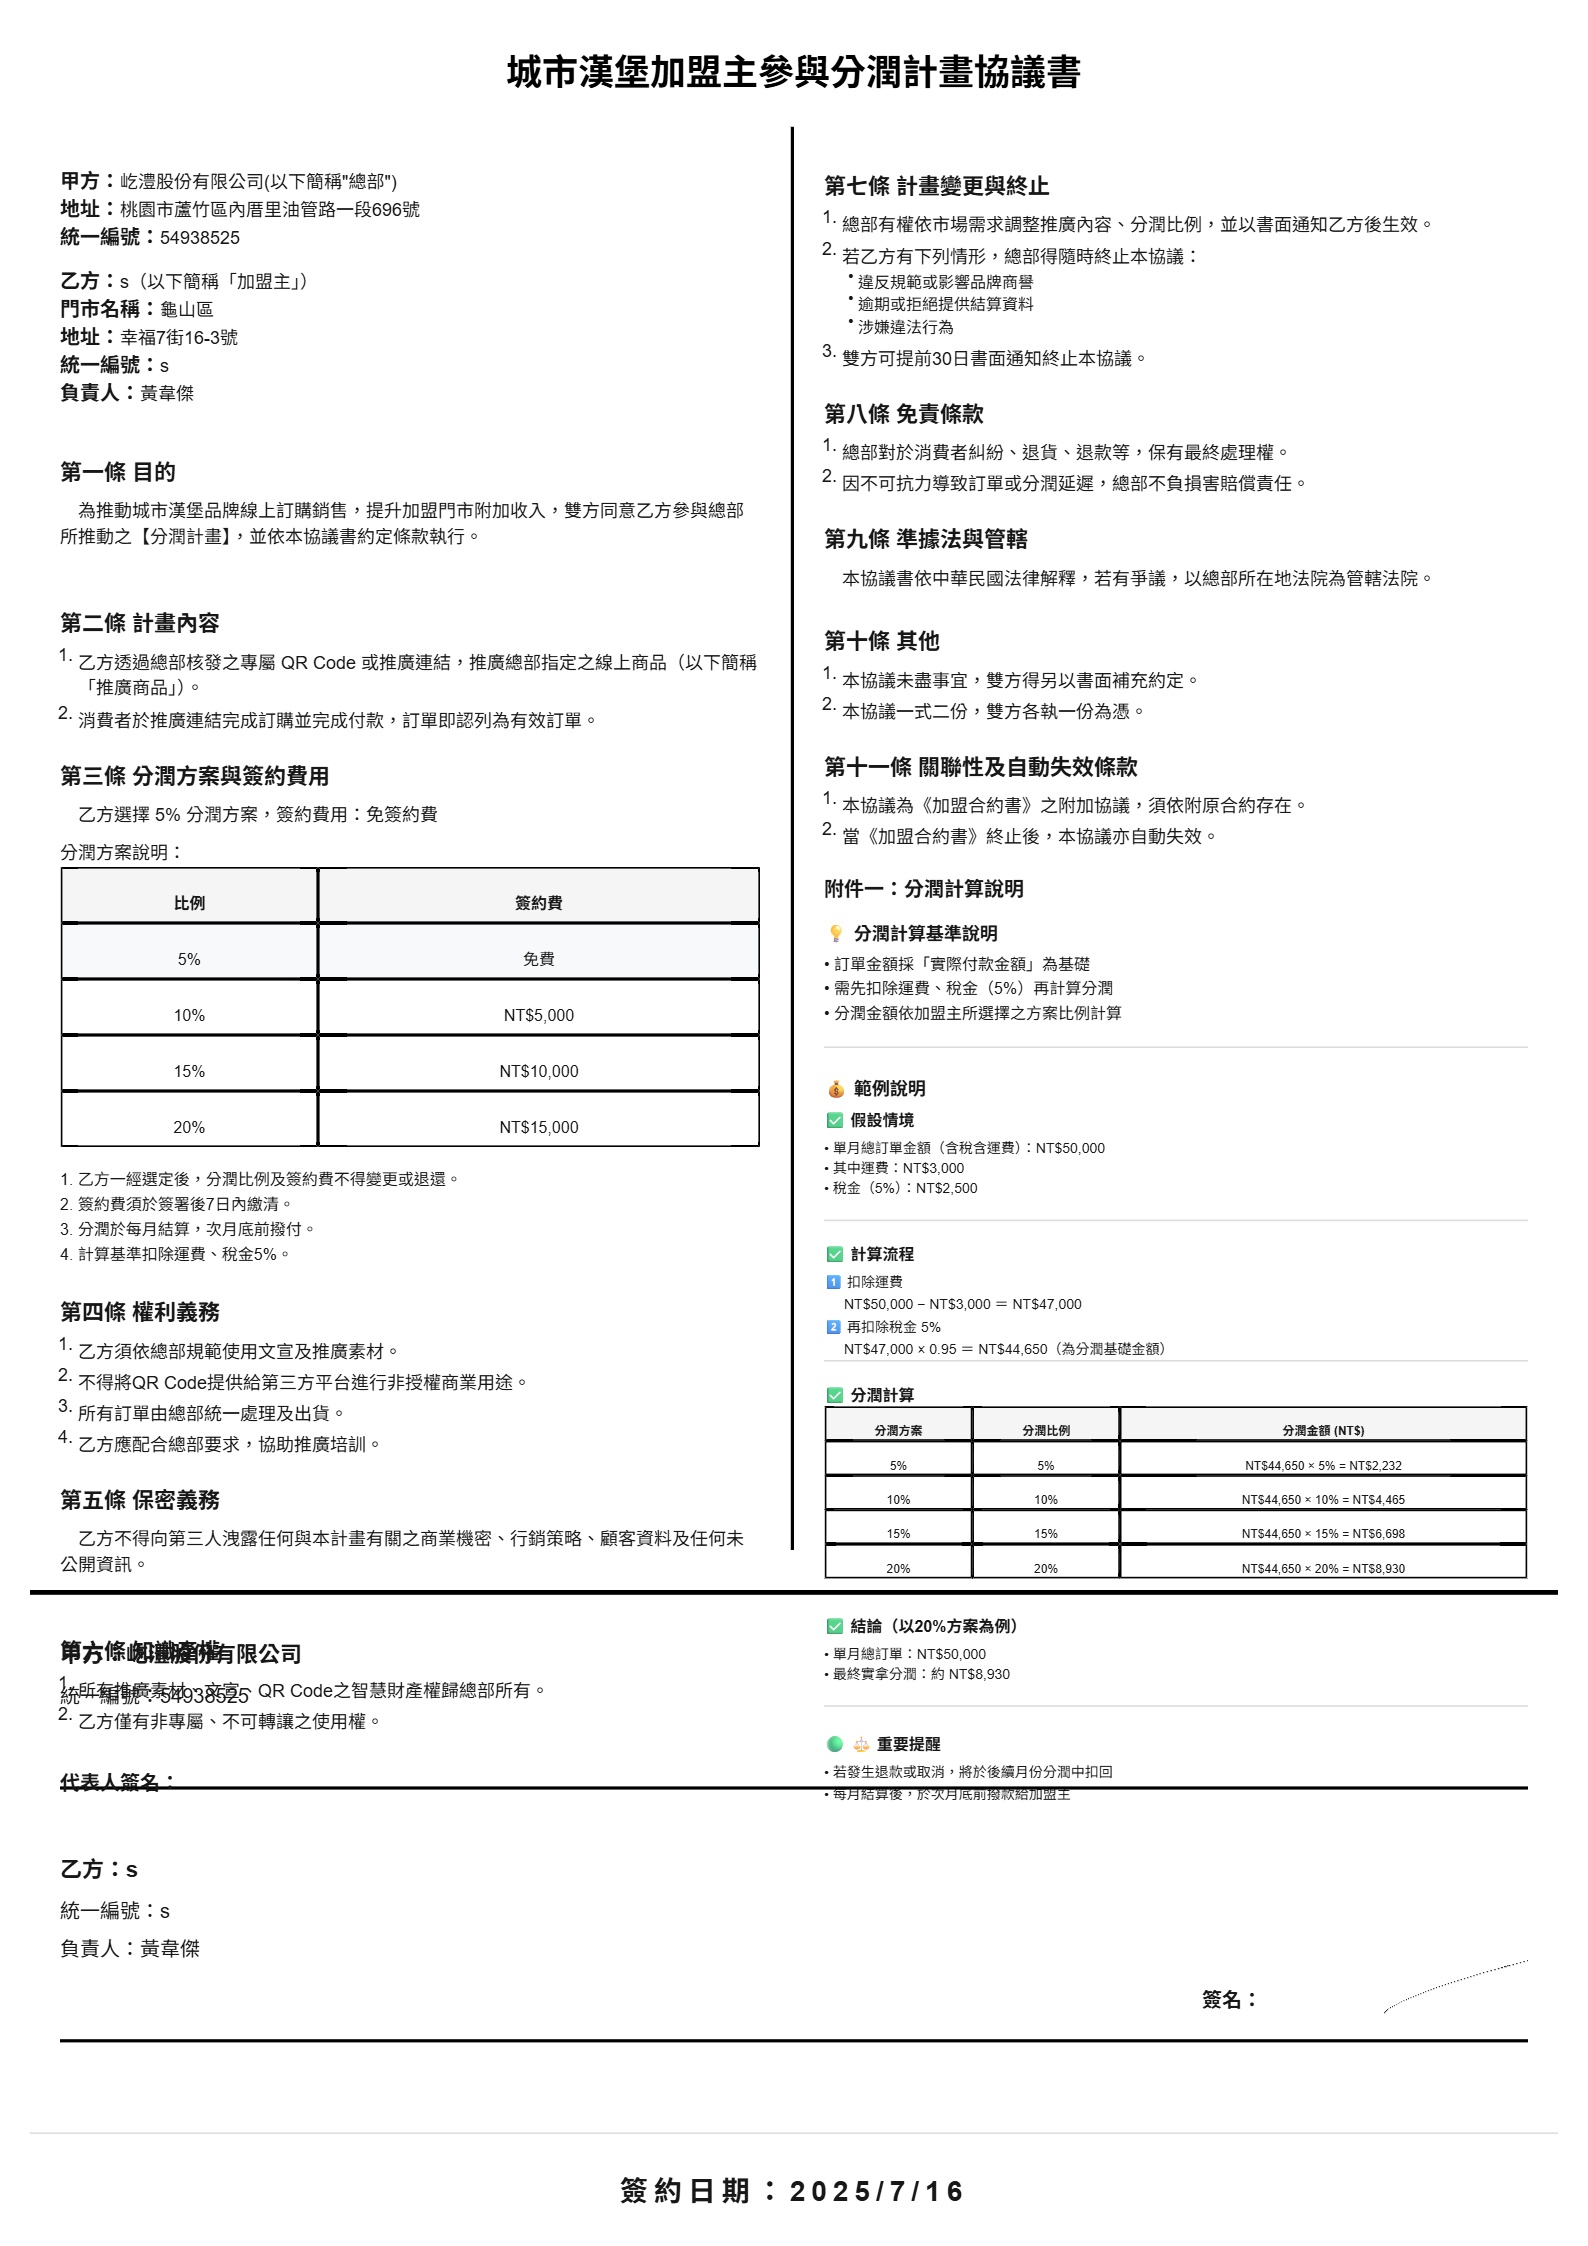 城市漢堡加盟主參與分潤計畫協議書
甲方：屹澧股份有限公司(以下簡稱"總部")
地址：桃園市蘆竹區內厝里油管路一段696號
統一編號：54938525
乙方：s（以下簡稱「加盟主」）
門市名稱：龜山區
地址：幸福7街16-3號
統一編號：s
負責人：黃韋傑
第一條 目的
為推動城市漢堡品牌線上訂購銷售，提升加盟門市附加收入，雙方同意乙方參與總部
所推動之【分潤計畫】，並依本協議書約定條款執行。
第二條 計畫內容
1. 乙方透過總部核發之專屬 QR Code 或推廣連結，推廣總部指定之線上商品（以下簡稱
「推廣商品」）。
2. 消費者於推廣連結完成訂購並完成付款，訂單即認列為有效訂單。
第三條 分潤方案與簽約費用
乙方選擇 5% 分潤方案，簽約費用：免簽約費
分潤方案說明：
比例 簽約費
5% 免費
10% NT$5,000
15% NT$10,000
20% NT$15,000
1. 乙方一經選定後，分潤比例及簽約費不得變更或退還。
2. 簽約費須於簽署後7日內繳清。
3. 分潤於每月結算，次月底前撥付。
4. 計算基準扣除運費、稅金5%。
第四條 權利義務
1. 乙方須依總部規範使用文宣及推廣素材。
2. 不得將QR Code提供給第三方平台進行非授權商業用途。
3. 所有訂單由總部統一處理及出貨。
4. 乙方應配合總部要求，協助推廣培訓。
第五條 保密義務
乙方不得向第三人洩露任何與本計畫有關之商業機密、行銷策略、顧客資料及任何未
公開資訊。
第六條 知識產權
1. 所有推廣素材、文宣、QR Code之智慧財產權歸總部所有。
2. 乙方僅有非專屬、不可轉讓之使用權。
第七條 計畫變更與終止
1. 總部有權依市場需求調整推廣內容、分潤比例，並以書面通知乙方後生效。
2. 若乙方有下列情形，總部得隨時終止本協議：
• 違反規範或影響品牌商譽
• 逾期或拒絕提供結算資料
• 涉嫌違法行為
3. 雙方可提前30日書面通知終止本協議。
第八條 免責條款
1. 總部對於消費者糾紛、退貨、退款等，保有最終處理權。
2. 因不可抗力導致訂單或分潤延遲，總部不負損害賠償責任。
第九條 準據法與管轄
本協議書依中華民國法律解釋，若有爭議，以總部所在地法院為管轄法院。
第十條 其他
1. 本協議未盡事宜，雙方得另以書面補充約定。
2. 本協議一式二份，雙方各執一份為憑。
第十一條 關聯性及自動失效條款
1. 本協議為《加盟合約書》之附加協議，須依附原合約存在。
2. 當《加盟合約書》終止後，本協議亦自動失效。
附件一：分潤計算說明
💡 分潤計算基準說明
• 訂單金額採「實際付款金額」為基礎
• 需先扣除運費、稅金（5%）再計算分潤
• 分潤金額依加盟主所選擇之方案比例計算
💰 範例說明
✅ 假設情境
• 單月總訂單金額（含稅含運費）：NT$50,000
• 其中運費：NT$3,000
• 稅金（5%）：NT$2,500
✅ 計算流程
1️⃣ 扣除運費
NT$50,000 − NT$3,000 ＝ NT$47,000
2️⃣ 再扣除稅金 5%
NT$47,000 × 0.95 ＝ NT$44,650（為分潤基礎金額）
✅ 分潤計算
分潤方案 分潤比例 分潤金額 (NT$)
5% 5% NT$44,650 × 5% = NT$2,232
10% 10% NT$44,650 × 10% = NT$4,465
15% 15% NT$44,650 × 15% = NT$6,698
20% 20% NT$44,650 × 20% = NT$8,930
✅ 結論（以20%方案為例）
• 單月總訂單：NT$50,000
• 最終實拿分潤：約 NT$8,930
🟢 ⚖️ 重要提醒
• 若發生退款或取消，將於後續月份分潤中扣回
• 每月結算後，於次月底前撥款給加盟主
甲方：屹澧股份有限公司
統一編號：54938525
代表人簽名：
乙方：s
統一編號：s
負責人：黃韋傑
簽名：
簽約日期：2025/7/16